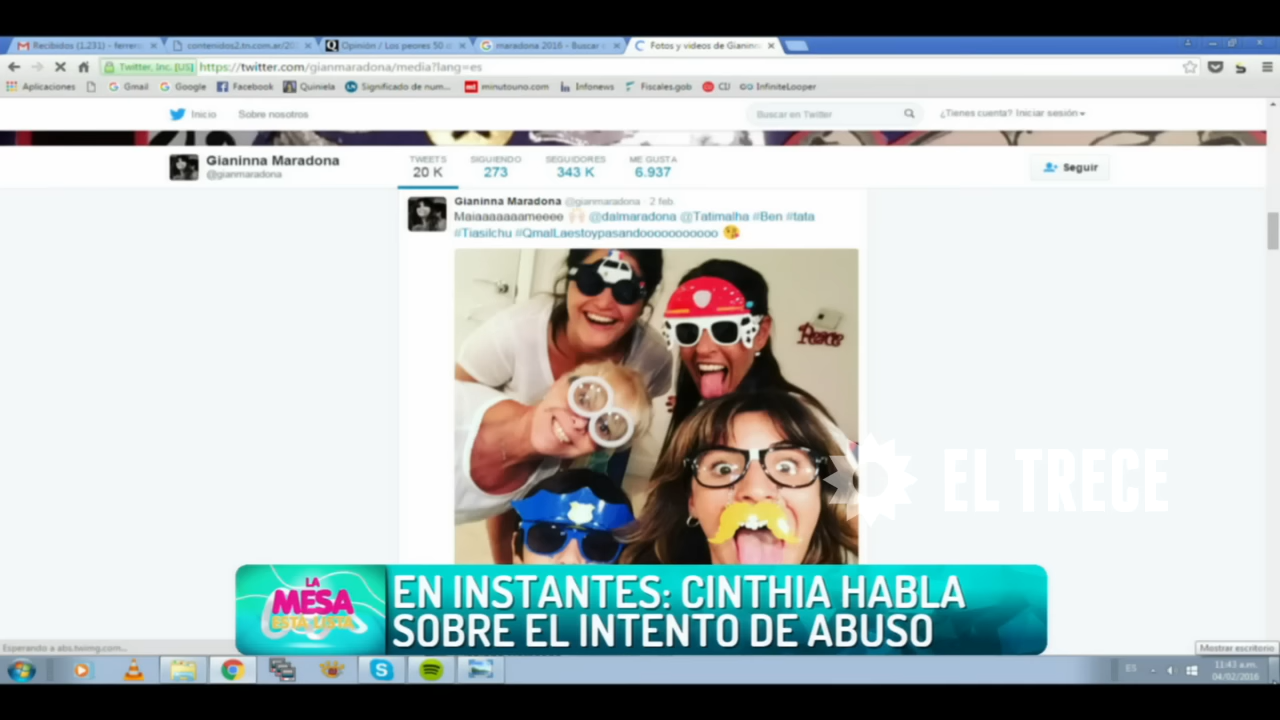 Recibidos (1.231) - ferrer
contenidos2.tn.com.ar/20
Opinión / Los peores 50 d
maradona 2016 - Buscar c
Fotos y videos de Gianinn
Twitter, Inc. [US] https://twitter.com/gianmaradona/media?lang=es
Aplicaciones Gmail Google Facebook Quiniela Significado de num... minutouno.com Infonews Fiscales.gob CIJ InfiniteLooper
Inicio Sobre nosotros Buscar en Twitter ¿Tienes cuenta? Iniciar sesión
Gianinna Maradona
@gianmaradona
TWEETS SIGUIENDO SEGUIDORES ME GUSTA
20 K 273 343 K 6.937
Seguir
Gianinna Maradona @gianmaradona · 2 feb.
Maiaaaaaaameeee @dalmaradona @Tatimalha #Ben #tata
#Tiasilchu #QmalLaestoypasandooooooooooo
Peace
EL TRECE
LA
MESA
ESTÁ LISTA
EN INSTANTES: CINTHIA HABLA
SOBRE EL INTENTO DE ABUSO
Esperando a abs.twimg.com...
Mostrar escritorio
ES
11:43 a.m.
04/02/2016